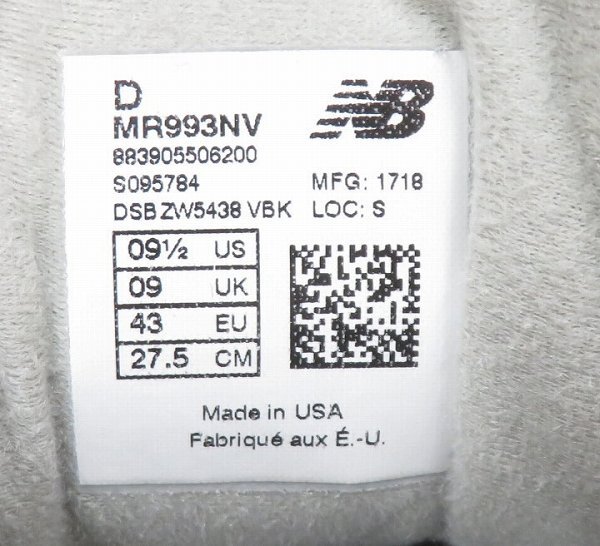 D
MR993NV
NB
883905506200
S095784 MFG: 1718
DSB ZW5438 VBK LOC: S
09½ US
09 UK
43 EU
27.5 CM
Made in USA
Fabriqué aux É.-U.